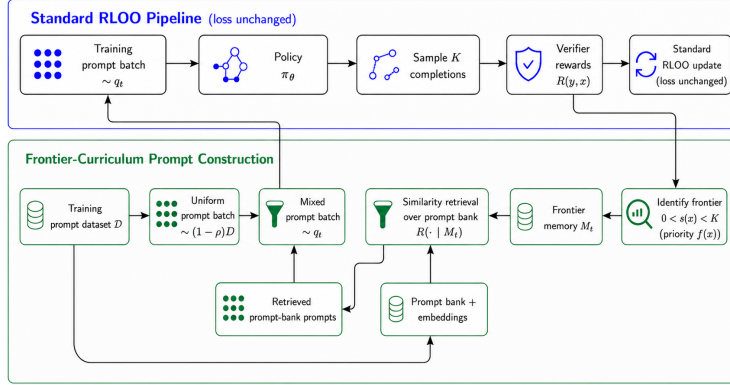 Standard RLOO Pipeline (loss unchanged)
Training
prompt batch
∼ q_t
Policy
π_θ
Sample K
completions
Verifier
rewards
R(y, x)
Standard
RLOO update
(loss unchanged)
Frontier-Curriculum Prompt Construction
Training
prompt dataset 𝒟
Uniform
prompt batch
∼ (1 − ρ)D
Mixed
prompt batch
∼ q_t
Similarity retrieval
over prompt bank
R(· | M_t)
Frontier
memory M_t
Identify frontier
0 < s(x) < K
(priority f(x))
Retrieved
prompt-bank prompts
Prompt bank +
embeddings